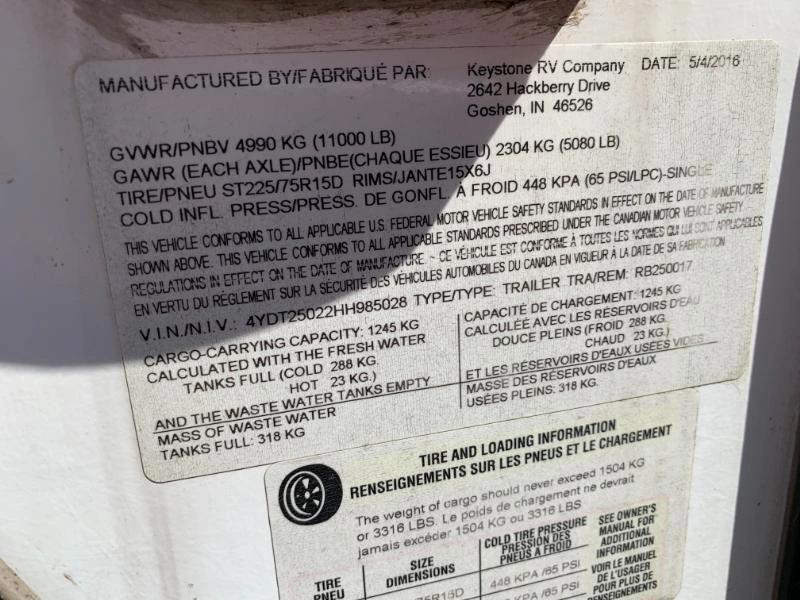 MANUFACTURED BY/FABRIQUÉ PAR: Keystone RV Company DATE: 5/4/2016
2642 Hackberry Drive
Goshen, IN 46526
GVWR/PNBV 4990 KG (11000 LB)
GAWR (EACH AXLE)/PNBE(CHAQUE ESSIEU) 2304 KG (5080 LB)
TIRE/PNEU ST225/75R15D RIMS/JANTE15X6J
COLD INFL. PRESS/PRESS. DE GONFL. À FROID 448 KPA (65 PSI/LPC)-SINGLE
THIS VEHICLE CONFORMS TO ALL APPLICABLE U.S. FEDERAL MOTOR VEHICLE SAFETY STANDARDS IN EFFECT ON THE DATE OF MANUFACTURE
SHOWN ABOVE. THIS VEHICLE CONFORMS TO ALL APPLICABLE STANDARDS PRESCRIBED UNDER THE CANADIAN MOTOR VEHICLE SAFETY
REGULATIONS IN EFFECT ON THE DATE OF MANUFACTURE. ~ CE VÉHICULE EST CONFORME À TOUTES LES NORMES QUI LUI SONT APPLICABLES
EN VERTU DU RÈGLEMENT SUR LA SÉCURITÉ DES VÉHICULES AUTOMOBILES DU CANADA EN VIGUEUR À LA DATE DE SA FABRICATION
V.I.N./N.I.V.: 4YDT25022HH985028 TYPE/TYPE: TRAILER TRA/REM: RB250017
CARGO-CARRYING CAPACITY: 1245 KG
CALCULATED WITH THE FRESH WATER
TANKS FULL (COLD 288 KG.
HOT 23 KG.)
AND THE WASTE WATER TANKS EMPTY
MASS OF WASTE WATER
TANKS FULL: 318 KG
CAPACITÉ DE CHARGEMENT: 1245 KG
CALCULÉE AVEC LES RÉSERVOIRS D'EAU
DOUCE PLEINS (FROID 288 KG.
CHAUD 23 KG.)
ET LES RÉSERVOIRS D'EAUX USÉES VIDES
MASSE DES RÉSERVOIRS D'EAUX
USÉES PLEINS: 318 KG.
TIRE AND LOADING INFORMATION
RENSEIGNEMENTS SUR LES PNEUS ET LE CHARGEMENT
The weight of cargo should never exceed 1504 KG
or 3316 LBS. Le poids de chargement ne devrait
jamais excéder 1504 KG ou 3316 LBS
TIRE
PNEU
SIZE
DIMENSIONS
COLD TIRE PRESSURE
PRESSION DES
PNEUS A FROID
SEE OWNER'S
MANUAL FOR
ADDITIONAL
INFORMATION
VOIR LE MANUEL
DE L'USAGER
POUR PLUS DE
RENSEIGNEMENTS
75R15D
448 KPA /65 PSI